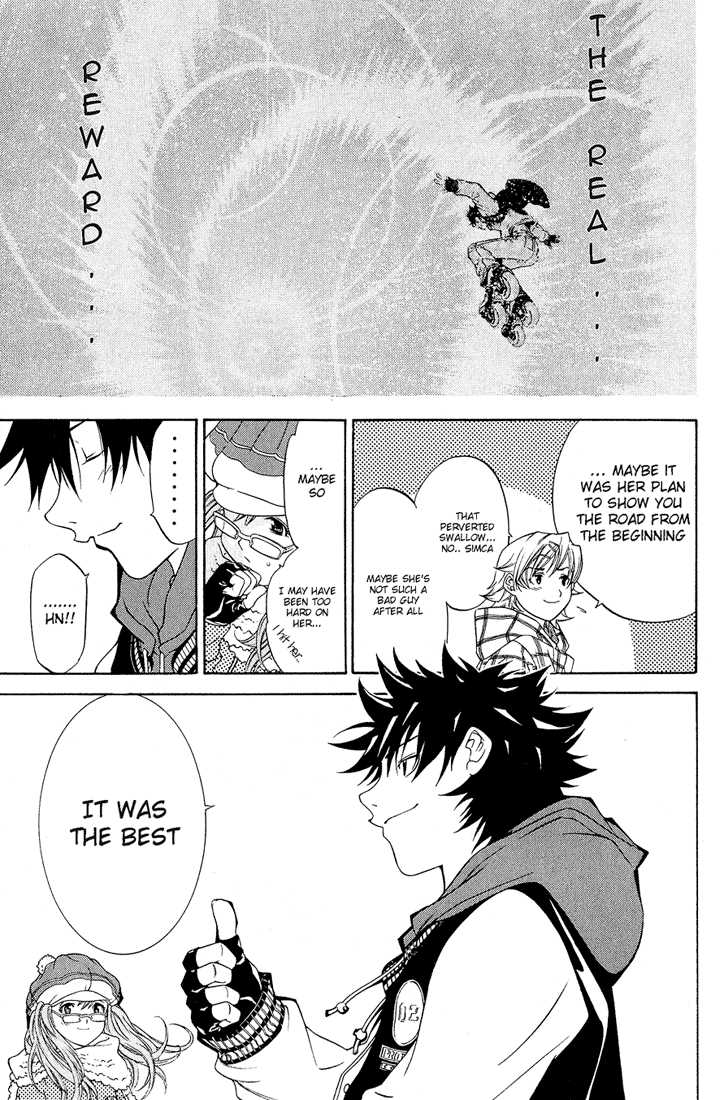 THE REAL...
REWARD...
... MAYBE IT
WAS HER PLAN
TO SHOW YOU
THE ROAD FROM
THE BEGINNING
THAT
PERVERTED
SWALLOW...
NO.. SIMCA
MAYBE SHE'S
NOT SUCH A
BAD GUY
AFTER ALL
...
MAYBE
SO
I MAY HAVE
BEEN TOO
HARD ON
HER...
I hit her.
........
.......
HN!!
IT WAS
THE BEST
02
PRO